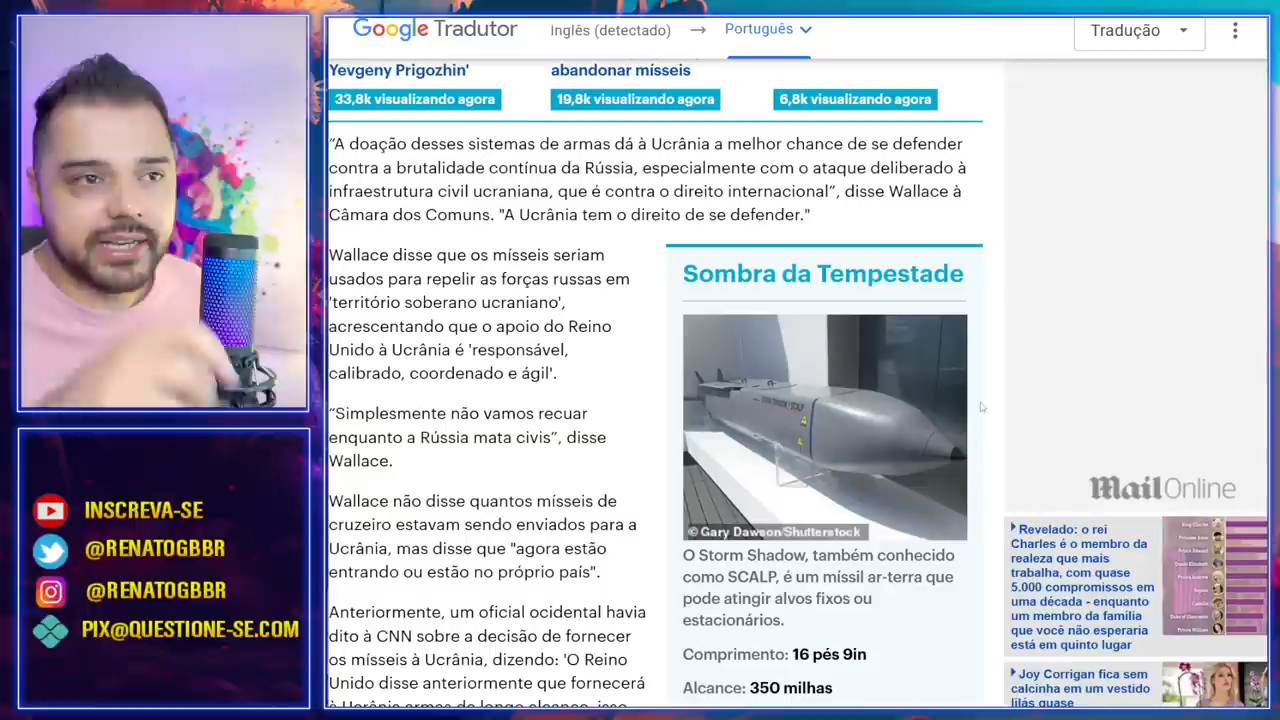 Google Tradutor
Inglês (detectado) → Português
Tradução
Yevgeny Prigozhin'
abandonar mísseis
33,8k visualizando agora
19,8k visualizando agora
6,8k visualizando agora
“A doação desses sistemas de armas dá à Ucrânia a melhor chance de se defender
contra a brutalidade contínua da Rússia, especialmente com o ataque deliberado à
infraestrutura civil ucraniana, que é contra o direito internacional”, disse Wallace à
Câmara dos Comuns. "A Ucrânia tem o direito de se defender."
Wallace disse que os mísseis seriam
usados para repelir as forças russas em
'território soberano ucraniano',
acrescentando que o apoio do Reino
Unido à Ucrânia é 'responsável,
calibrado, coordenado e ágil'.
“Simplesmente não vamos recuar
enquanto a Rússia mata civis”, disse
Wallace.
Wallace não disse quantos mísseis de
cruzeiro estavam sendo enviados para a
Ucrânia, mas disse que "agora estão
entrando ou estão no próprio país".
Anteriormente, um oficial ocidental havia
dito à CNN sobre a decisão de fornecer
os mísseis à Ucrânia, dizendo: 'O Reino
Unido disse anteriormente que fornecerá
à Ucrânia armas de longo alcance, isso
Sombra da Tempestade
© Gary Dawson/Shutterstock
O Storm Shadow, também conhecido
como SCALP, é um míssil ar-terra que
pode atingir alvos fixos ou
estacionários.
Comprimento: 16 pés 9in
Alcance: 350 milhas
Mail Online
Revelado: o rei
Charles é o membro da
realeza que mais
trabalha, com quase
5.000 compromissos em
uma década - enquanto
um membro da família
que você não esperaria
está em quinto lugar
Joy Corrigan fica sem
calcinha em um vestido
lilás quase
INSCREVA-SE
@RENATOGBBR
@RENATOGBBR
PIX@QUESTIONE-SE.COM